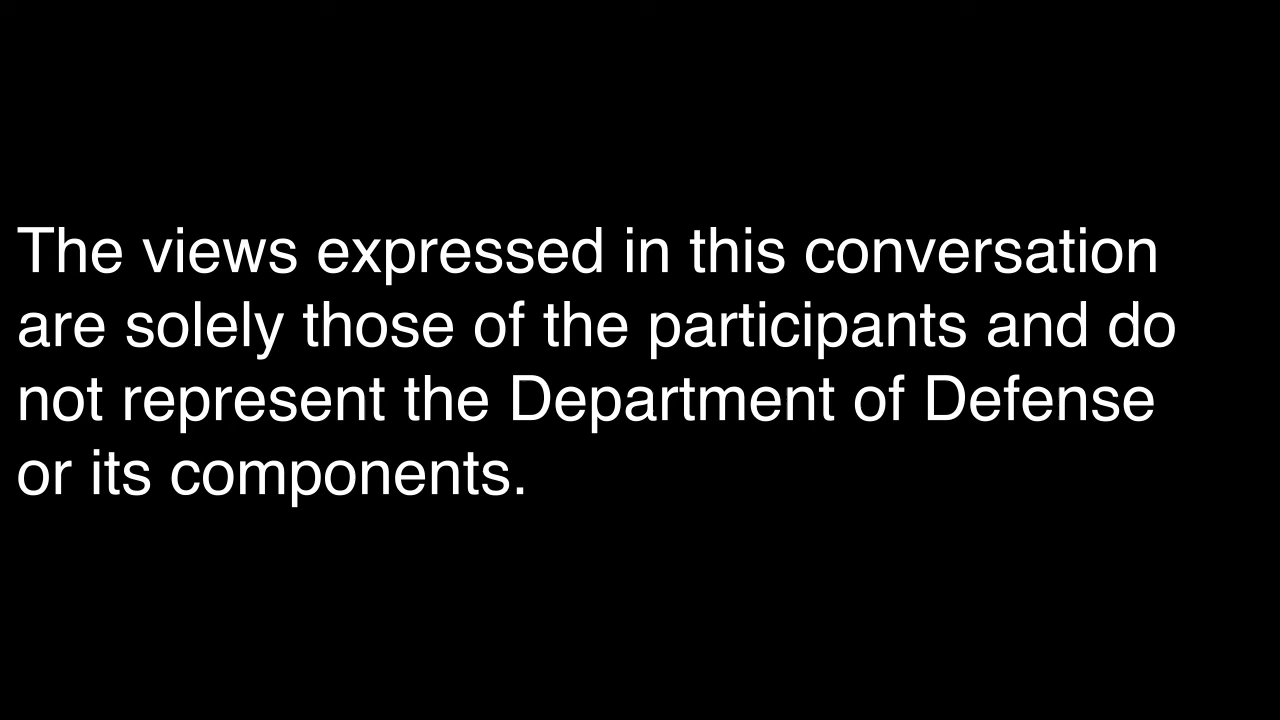 The views expressed in this conversation
are solely those of the participants and do
not represent the Department of Defense
or its components.